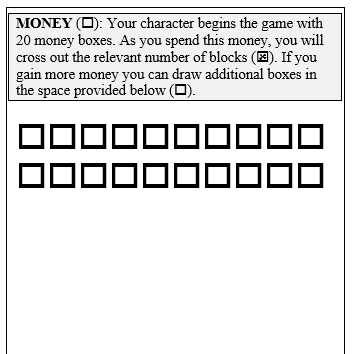 MONEY (☐): Your character begins the game with
20 money boxes. As you spend this money, you will
cross out the relevant number of blocks (☒). If you
gain more money you can draw additional boxes in
the space provided below (☐).
☐☐☐☐☐☐☐☐☐☐
☐☐☐☐☐☐☐☐☐☐